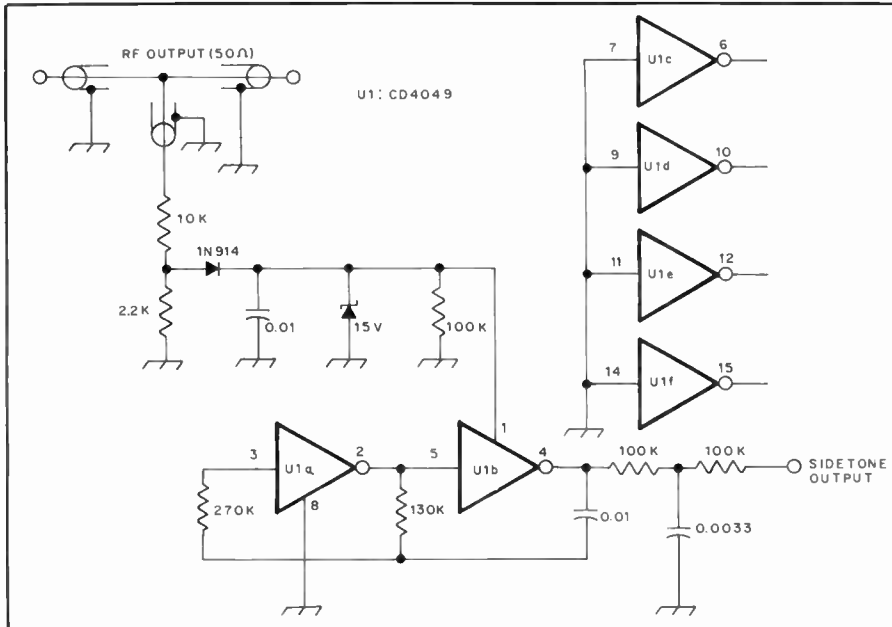 RF OUTPUT (50Ω)
U1: CD4049
7
U1c
6
9
U1d
10
11
U1e
12
14
U1f
15
10K
1N914
2.2K
0.01
15V
100K
1
3
U1a
2
8
270K
130K
5
U1b
4
100K
100K
SIDETONE
OUTPUT
0.01
0.0033